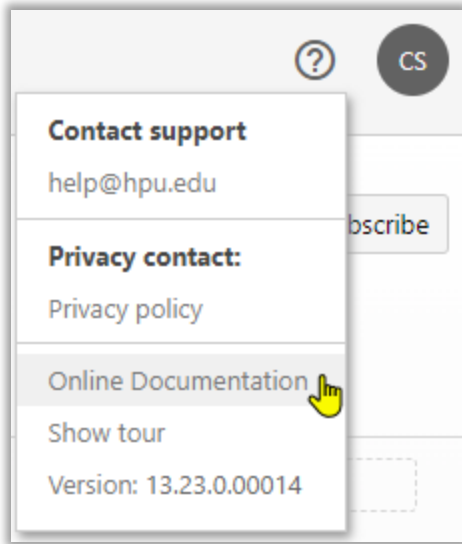 ?
CS
Contact support
help@hpu.edu
bscribe
Privacy contact:
Privacy policy
Online Documentation
Show tour
Version: 13.23.0.00014